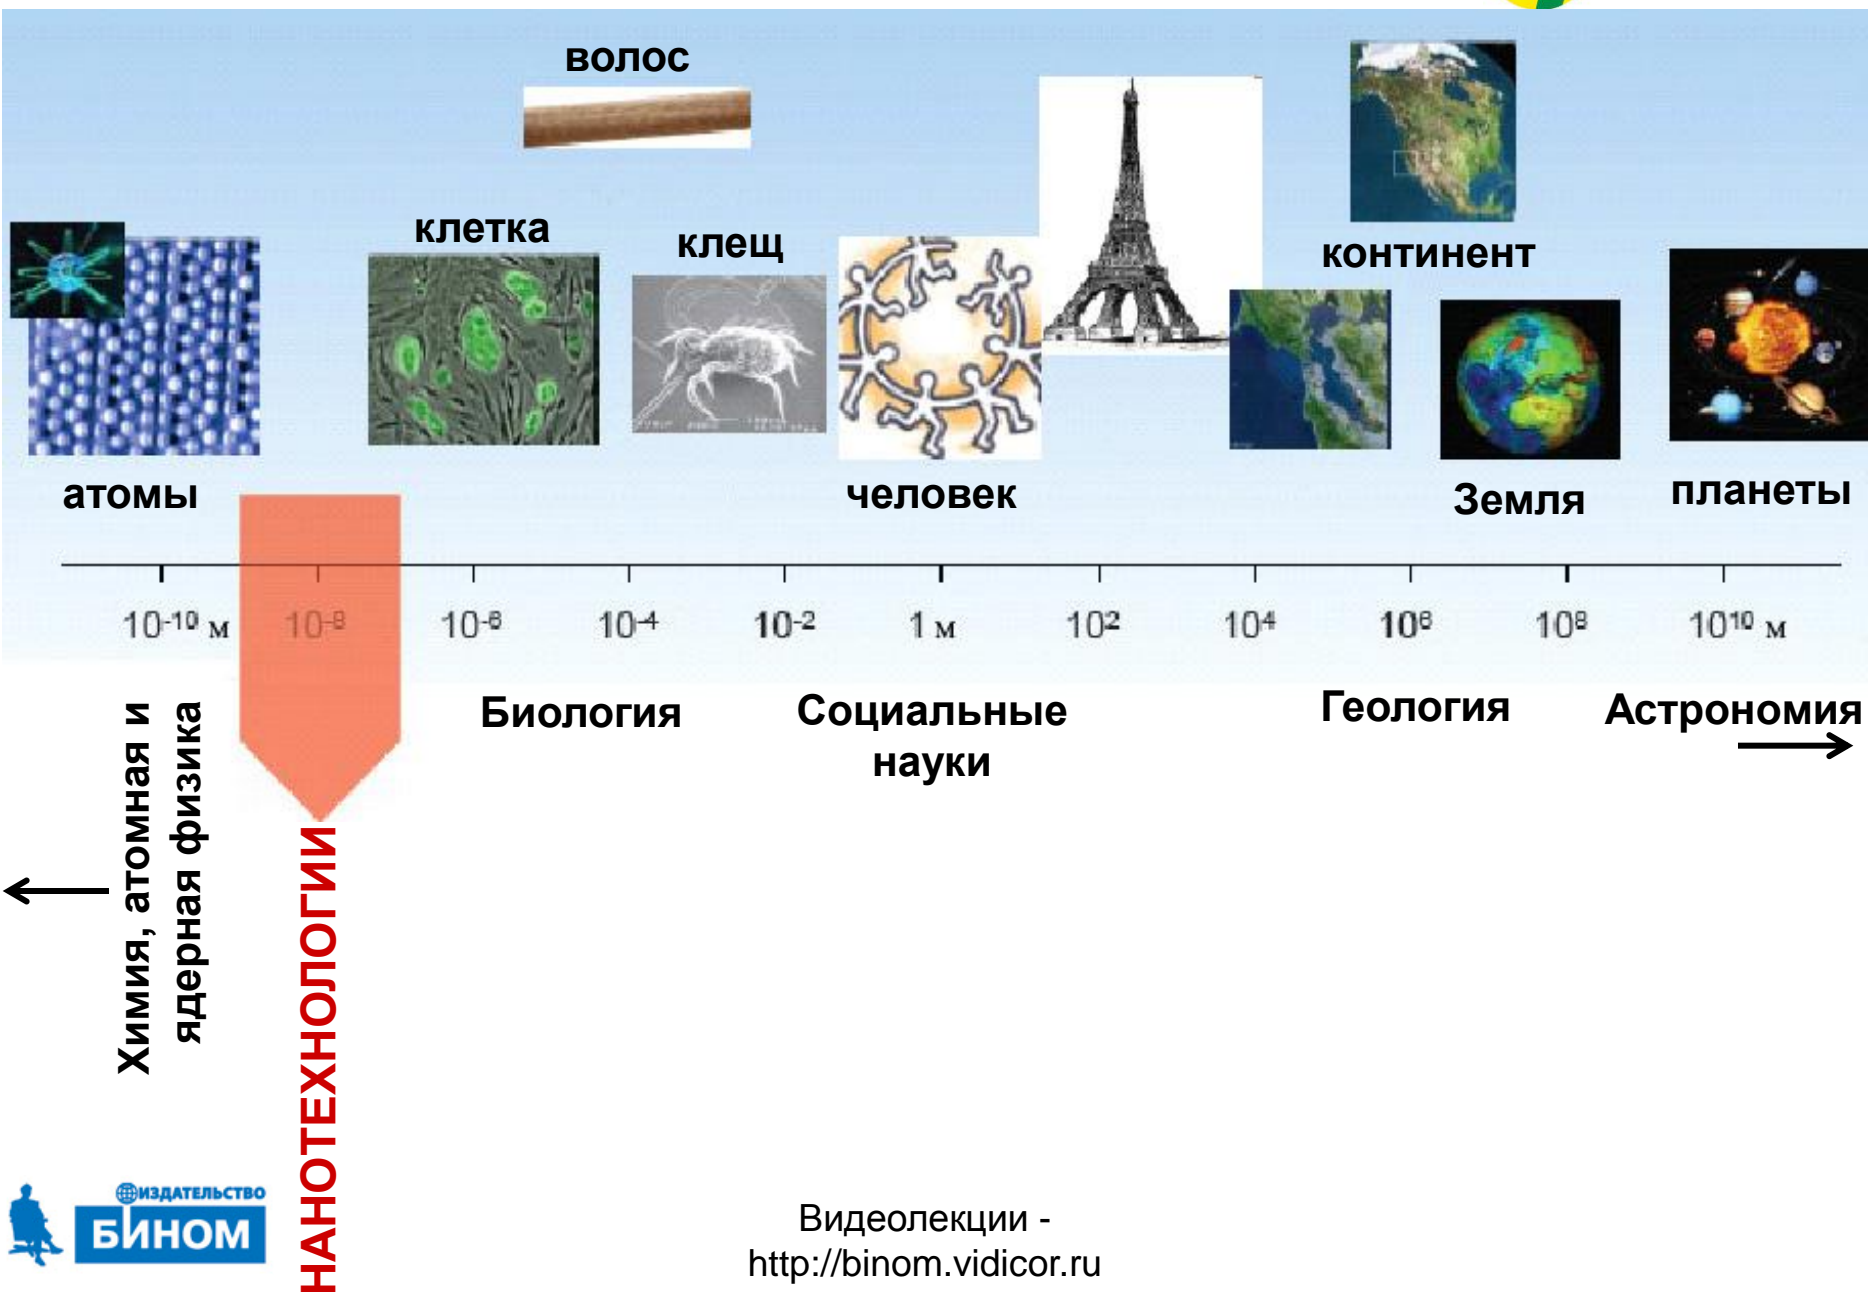 волос
клетка
клещ
континент
атомы
человек
Земля
планеты
10⁻¹⁰ м
10⁻⁸
10⁻⁶
10⁻⁴
10⁻²
1 м
10²
10⁴
10⁶
10⁸
10¹⁰ м
Химия, атомная и
ядерная физика
НАНОТЕХНОЛОГИИ
Биология
Социальные
науки
Геология
Астрономия
ИЗДАТЕЛЬСТВО
БИНОМ
Видеолекции -
http://binom.vidicor.ru